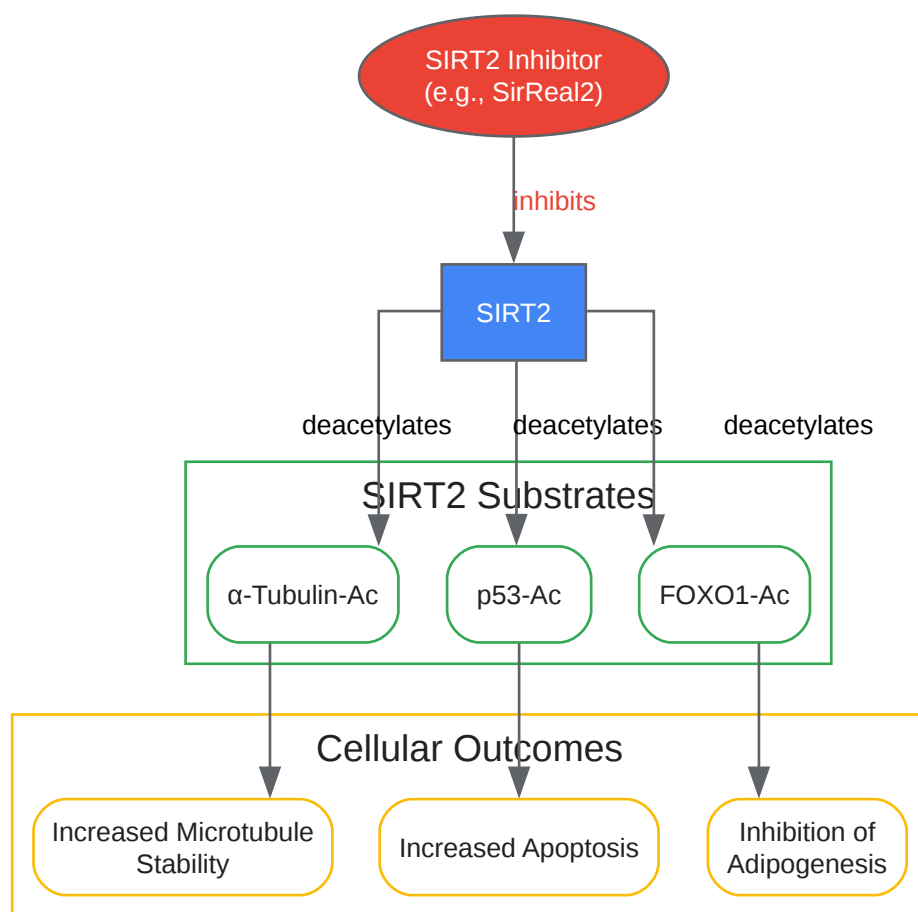 SIRT2 Inhibitor
(e.g., SirReal2)
inhibits
SIRT2
deacetylates
deacetylates
deacetylates
SIRT2 Substrates
α-Tubulin-Ac
p53-Ac
FOXO1-Ac
Cellular Outcomes
Increased Microtubule
Stability
Increased Apoptosis
Inhibition of
Adipogenesis